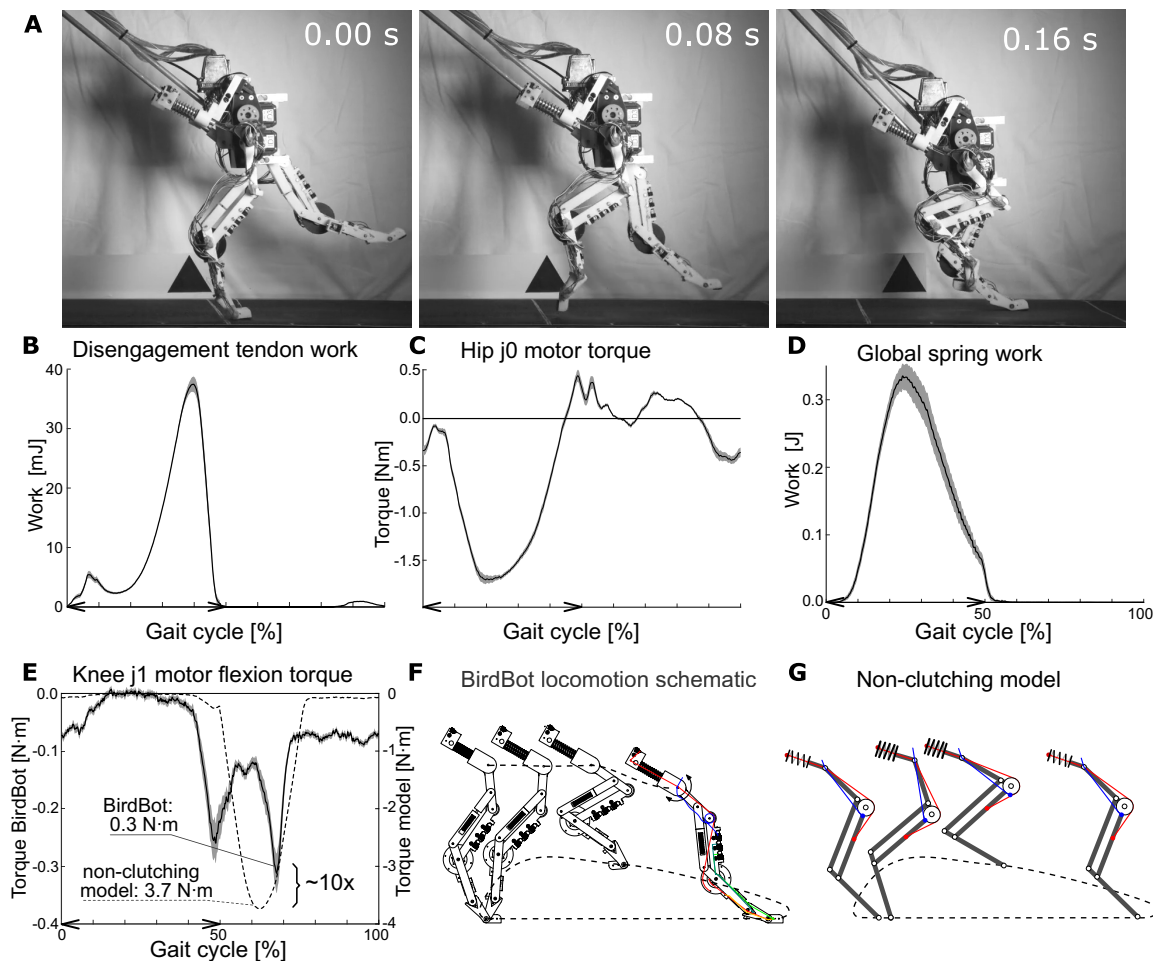 A
0.00 s
0.08 s
0.16 s
B
Disengagement tendon work
40
30
20
10
0
Work [mJ]
Gait cycle [%]
C
Hip j0 motor torque
0.5
0.0
-0.5
-1.0
-1.5
Torque [Nm]
Gait cycle [%]
D
Global spring work
0.3
0.2
0.1
0.0
Work [J]
0
50
100
Gait cycle [%]
E
Knee j1 motor flexion torque
0.0
-0.1
-0.2
-0.3
-0.4
Torque BirdBot [N·m]
BirdBot:
0.3 N·m
non-clutching
model: 3.7 N·m
~10x
0
-1
-2
-3
-4
Torque model [N·m]
0
50
100
Gait cycle [%]
F
BirdBot locomotion schematic
G
Non-clutching model